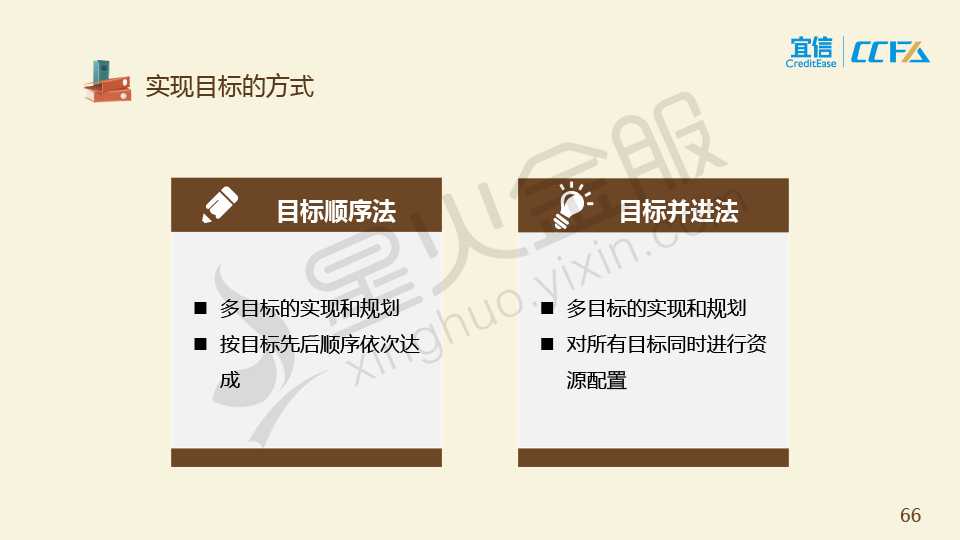 宜信
CreditEase
CCFA
实现目标的方式
目标顺序法
多目标的实现和规划
按目标先后顺序依次达
成
目标并进法
多目标的实现和规划
对所有目标同时进行资
源配置
星火金服
xinghuo.yixin.com
66